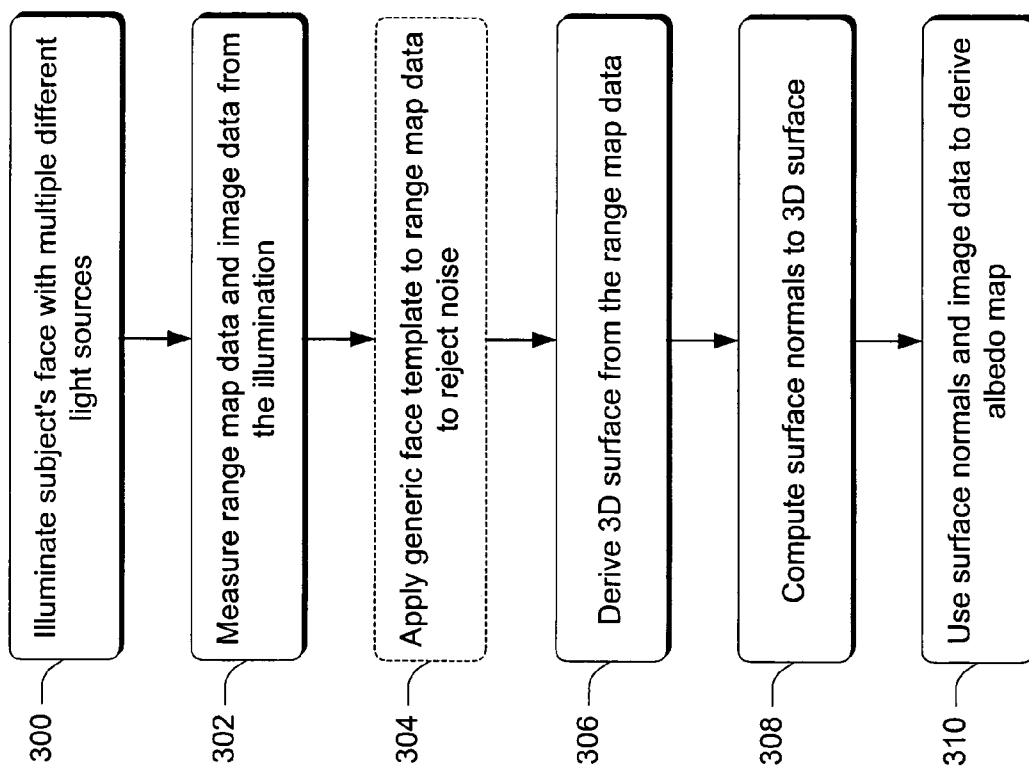 300
Illuminate subject's face with multiple different
light sources
302
Measure range map data and image data from
the illumination
304
Apply generic face template to range map data
to reject noise
306
Derive 3D surface from the range map data
308
Compute surface normals to 3D surface
310
Use surface normals and image data to derive
albedo map